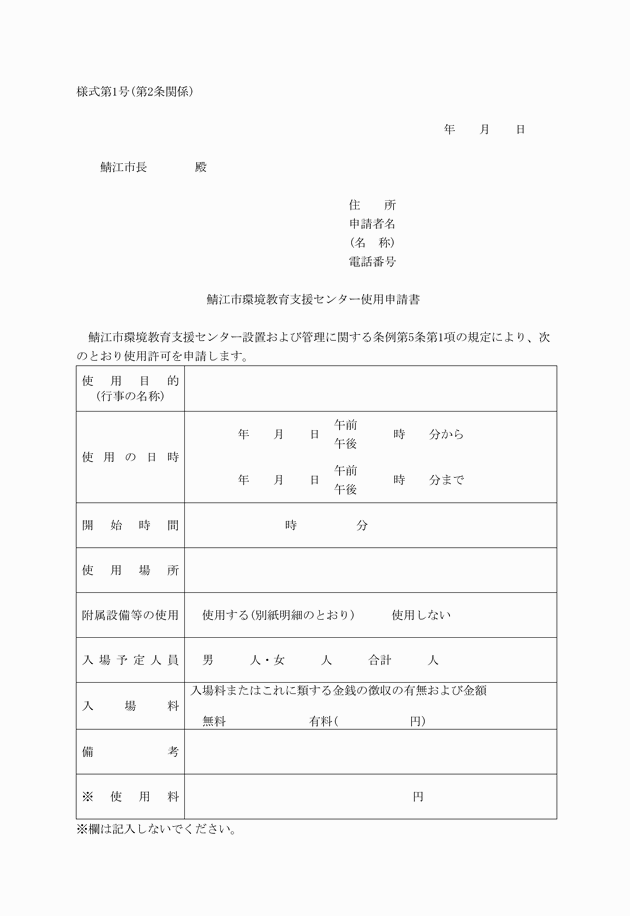 様式第1号(第2条関係)
年　　月　　日
鯖江市長　　　　殿
住　　所
申請者名
(名　称)
電話番号
鯖江市環境教育支援センター使用申請書
鯖江市環境教育支援センター設置および管理に関する条例第5条第1項の規定により、次
のとおり使用許可を申請します。
使用目的
(行事の名称)
使用の日時
年　　月　　日　午前　　　時　　分から
午後
年　　月　　日　午前　　　時　　分まで
午後
開始時間　　時　　　　　分
使用場所
附属設備等の使用　使用する(別紙明細のとおり)　　　使用しない
入場予定人員　男　　　人・女　　　人　　　合計　　　人
入場料　入場料またはこれに類する金銭の徴収の有無および金額
無料　　　　　　　有料(　　　　　　円)
備考
※使用料　　円
※欄は記入しないでください。